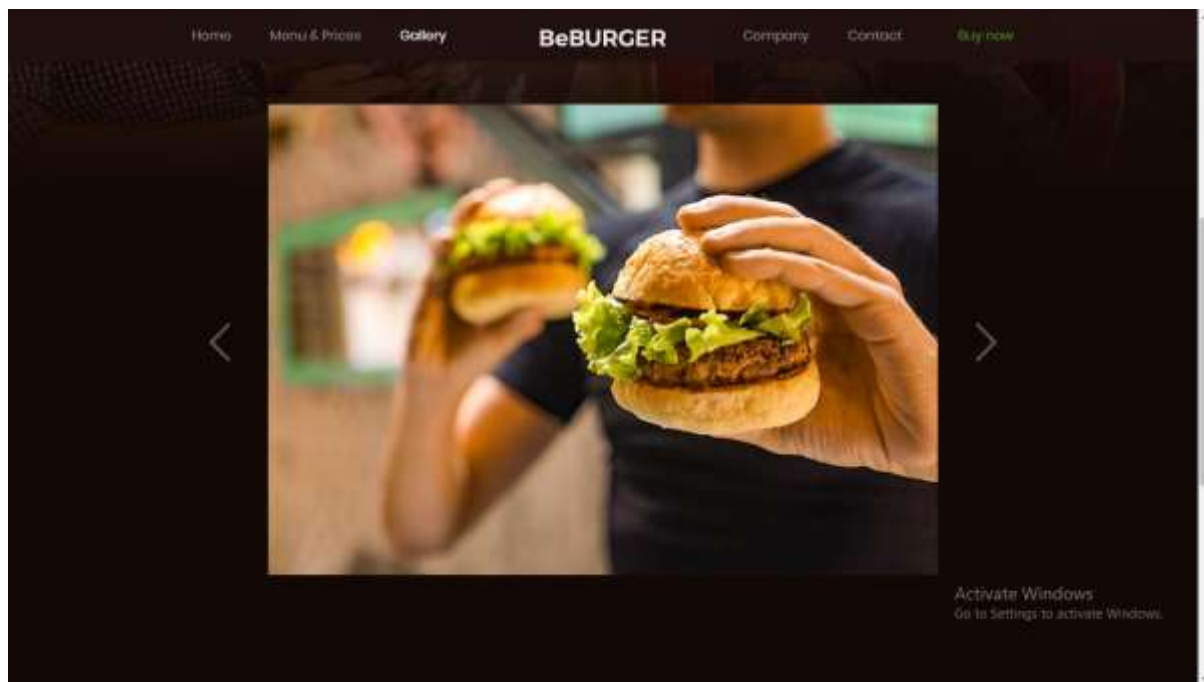 Home Menu & Prices Gallery BeBURGER Company Contact Buy now
Activate Windows
Go to Settings to activate Windows.